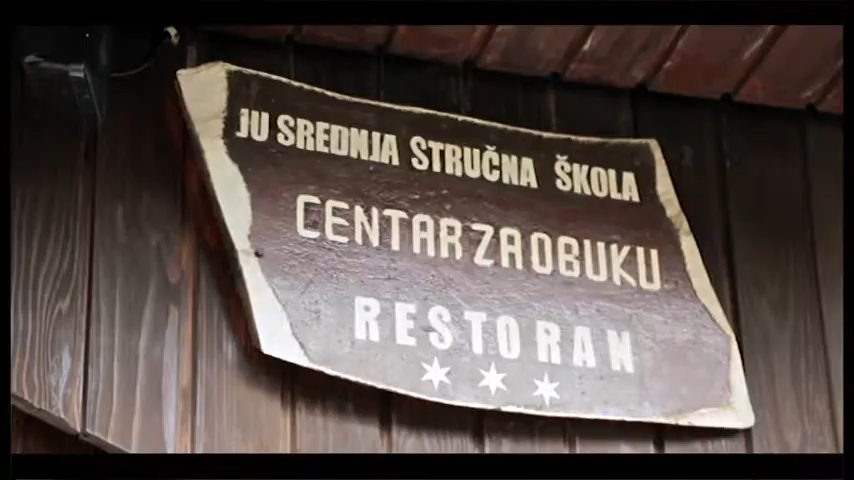 JU SREDNJA STRUČNA ŠKOLA
CENTAR ZA OBUKU
RESTORAN